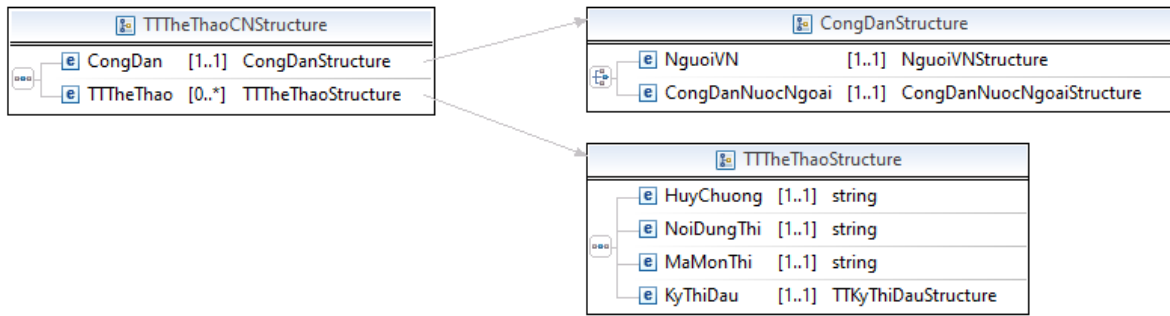 TTTheThaoCNStructure
e CongDan [1..1] CongDanStructure
e TTTheThao [0..*] TTTheThaoStructure
CongDanStructure
e NguoiVN [1..1] NguoiVNStructure
e CongDanNuocNgoai [1..1] CongDanNuocNgoaiStructure
TTTheThaoStructure
e HuyChuong [1..1] string
e NoiDungThi [1..1] string
e MaMonThi [1..1] string
e KyThiDau [1..1] TTKyThiDauStructure